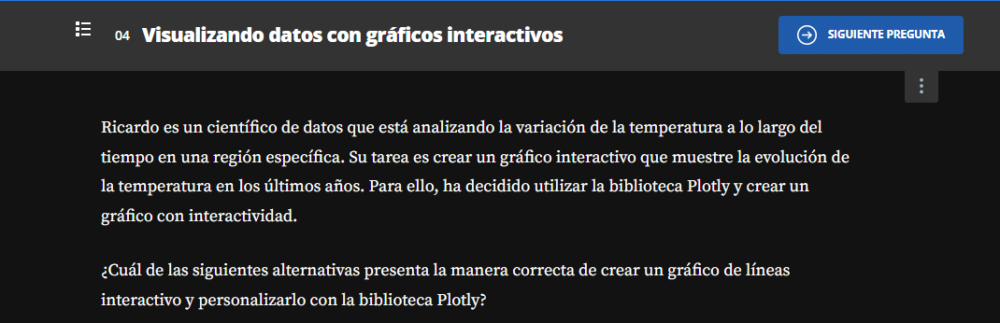 04 Visualizando datos con gráficos interactivos
SIGUIENTE PREGUNTA
Ricardo es un científico de datos que está analizando la variación de la temperatura a lo largo del
tiempo en una región específica. Su tarea es crear un gráfico interactivo que muestre la evolución de
la temperatura en los últimos años. Para ello, ha decidido utilizar la biblioteca Plotly y crear un
gráfico con interactividad.
¿Cuál de las siguientes alternativas presenta la manera correcta de crear un gráfico de líneas
interactivo y personalizarlo con la biblioteca Plotly?